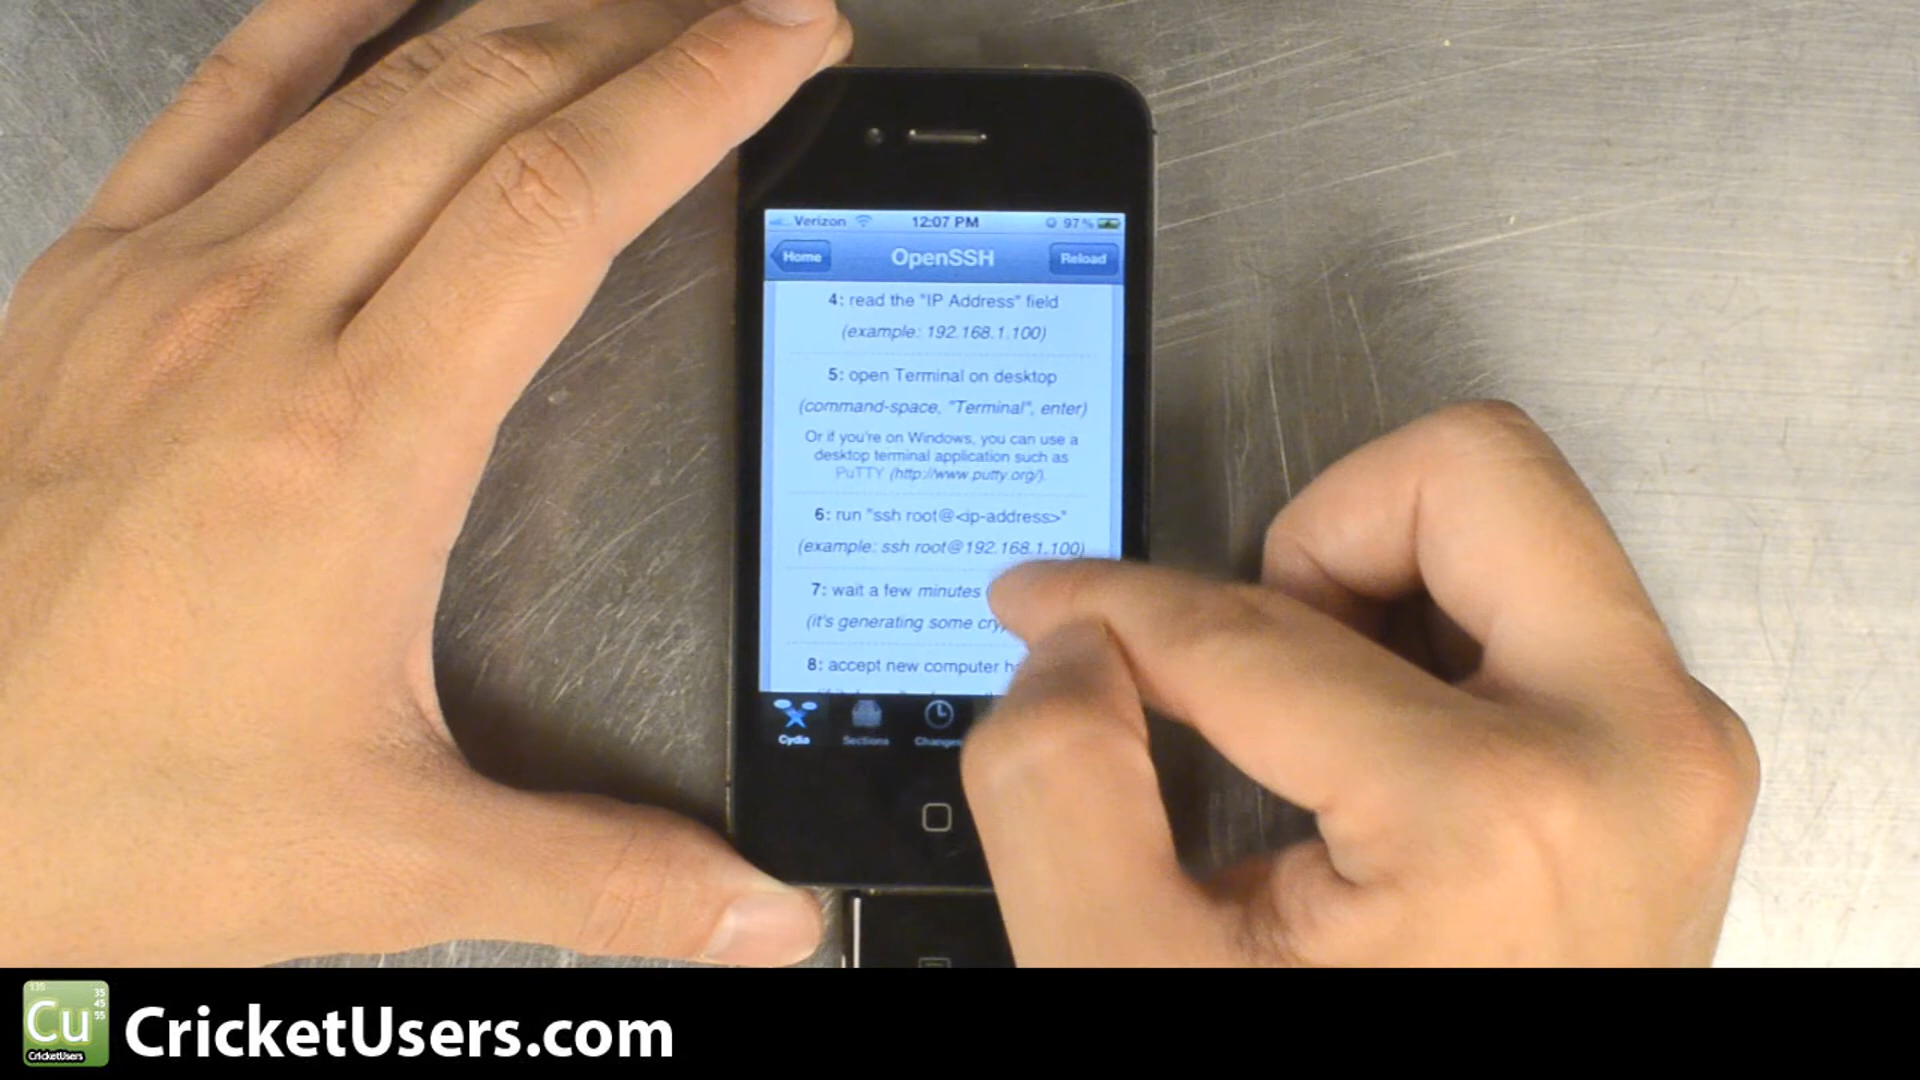 Verizon 12:07 PM 97%
Home OpenSSH Reload
4: read the "IP Address" field
(example: 192.168.1.100)
5: open Terminal on desktop
(command-space, "Terminal", enter)
Or if you're on Windows, you can use a
desktop terminal application such as
PuTTY (http://www.putty.org/).
6: run "ssh root@<ip-address>"
(example: ssh root@192.168.1.100)
7: wait a few minutes
(it's generating some
8: accept new computer
Cydia Sections Changes
35
45
55
Cu
CricketUsers
CricketUsers.com